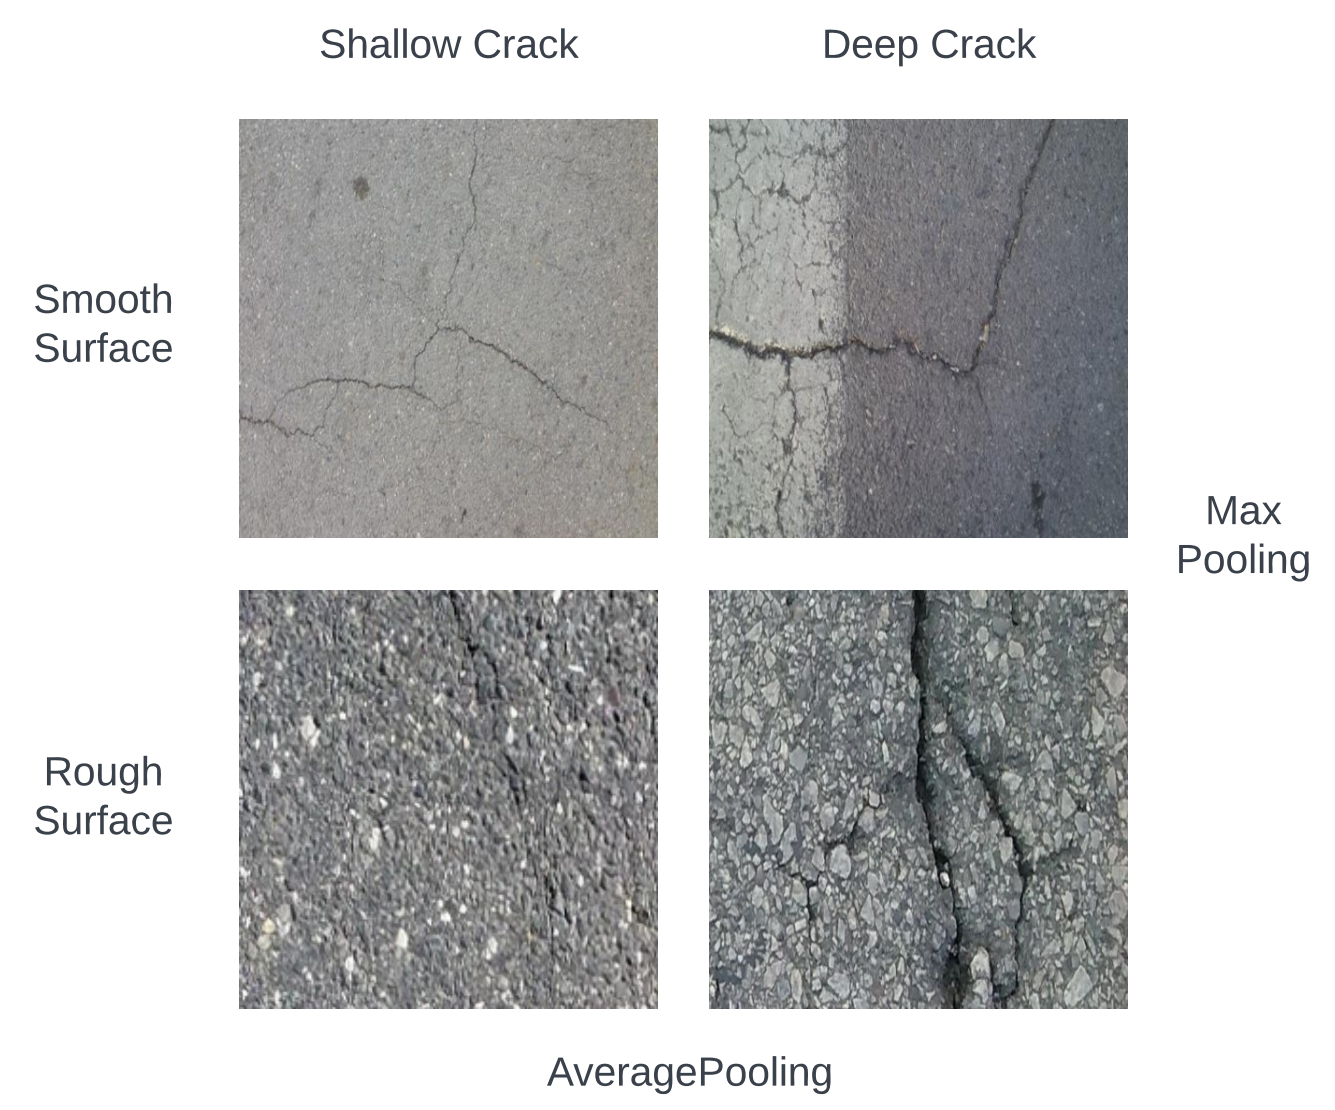 Shallow Crack
Deep Crack
Smooth
Surface
Max
Pooling
Rough
Surface
AveragePooling